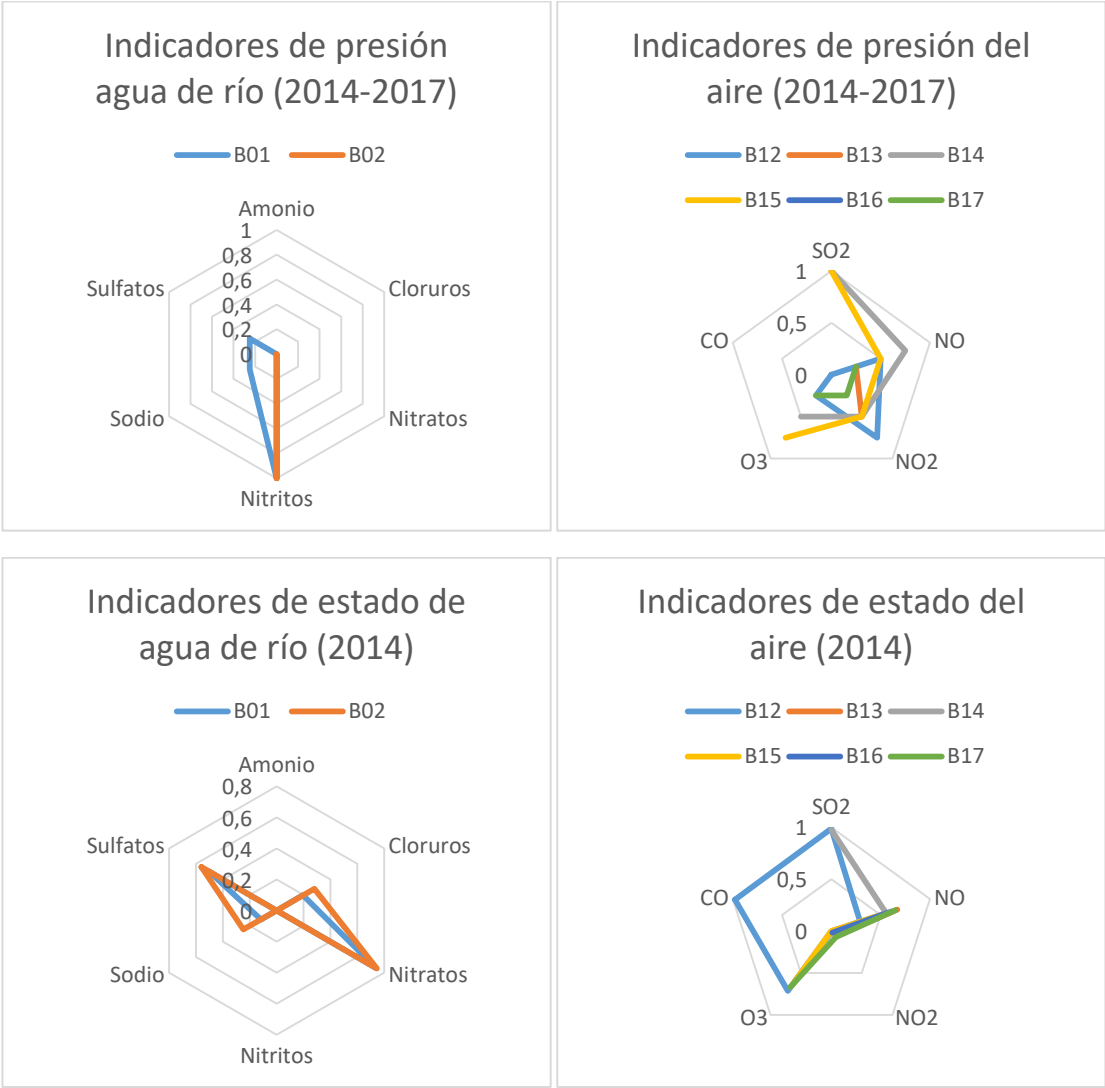 Indicadores de presión
agua de río (2014-2017)
B01 B02
Amonio
1
0,8
0,6
0,4
0,2
0
Sulfatos
Cloruros
Sodio
Nitratos
Nitritos
Indicadores de presión del
aire (2014-2017)
B12 B13 B14
B15 B16 B17
SO2
1
0,5
0
CO
NO
O3
NO2
Indicadores de estado de
agua de río (2014)
B01 B02
Amonio
0,8
0,6
0,4
0,2
0
Sulfatos
Cloruros
Sodio
Nitratos
Nitritos
Indicadores de estado del
aire (2014)
B12 B13 B14
B15 B16 B17
SO2
1
0,5
0
CO
NO
O3
NO2